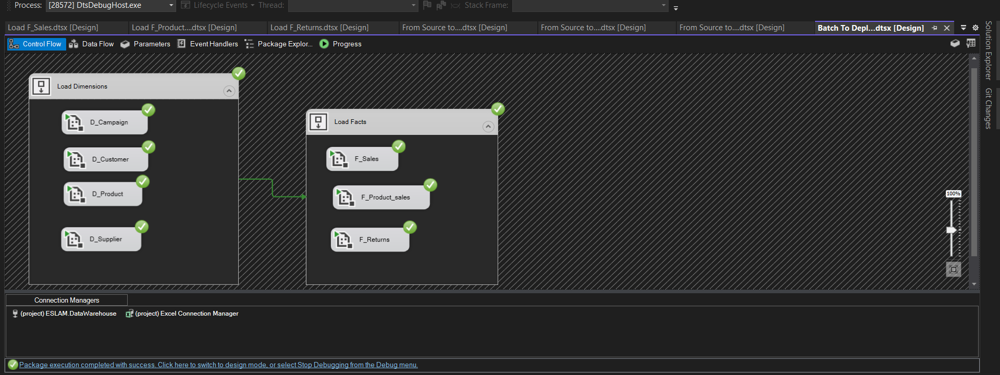 Process: [28572] DtsDebugHost.exe Lifecycle Events Thread: Stack Frame:
Load F_Sales.dtsx [Design] Load F_Product....dtsx [Design] Load F_Returns.dtsx [Design] From Source to....dtsx [Design] From Source to....dtsx [Design] From Source to....dtsx [Design] Batch To Depl...dtsx [Design]
Control Flow Data Flow Parameters Event Handlers Package Explor... Progress
Solution Explorer
Git Changes
Load Dimensions
D_Campaign
D_Customer
D_Product
D_Supplier
Load Facts
F_Sales
F_Product_sales
F_Returns
100%
Connection Managers
(project) ESLAM.DataWarehouse (project) Excel Connection Manager
Package execution completed with success. Click here to switch to design mode, or select Stop Debugging from the Debug menu.